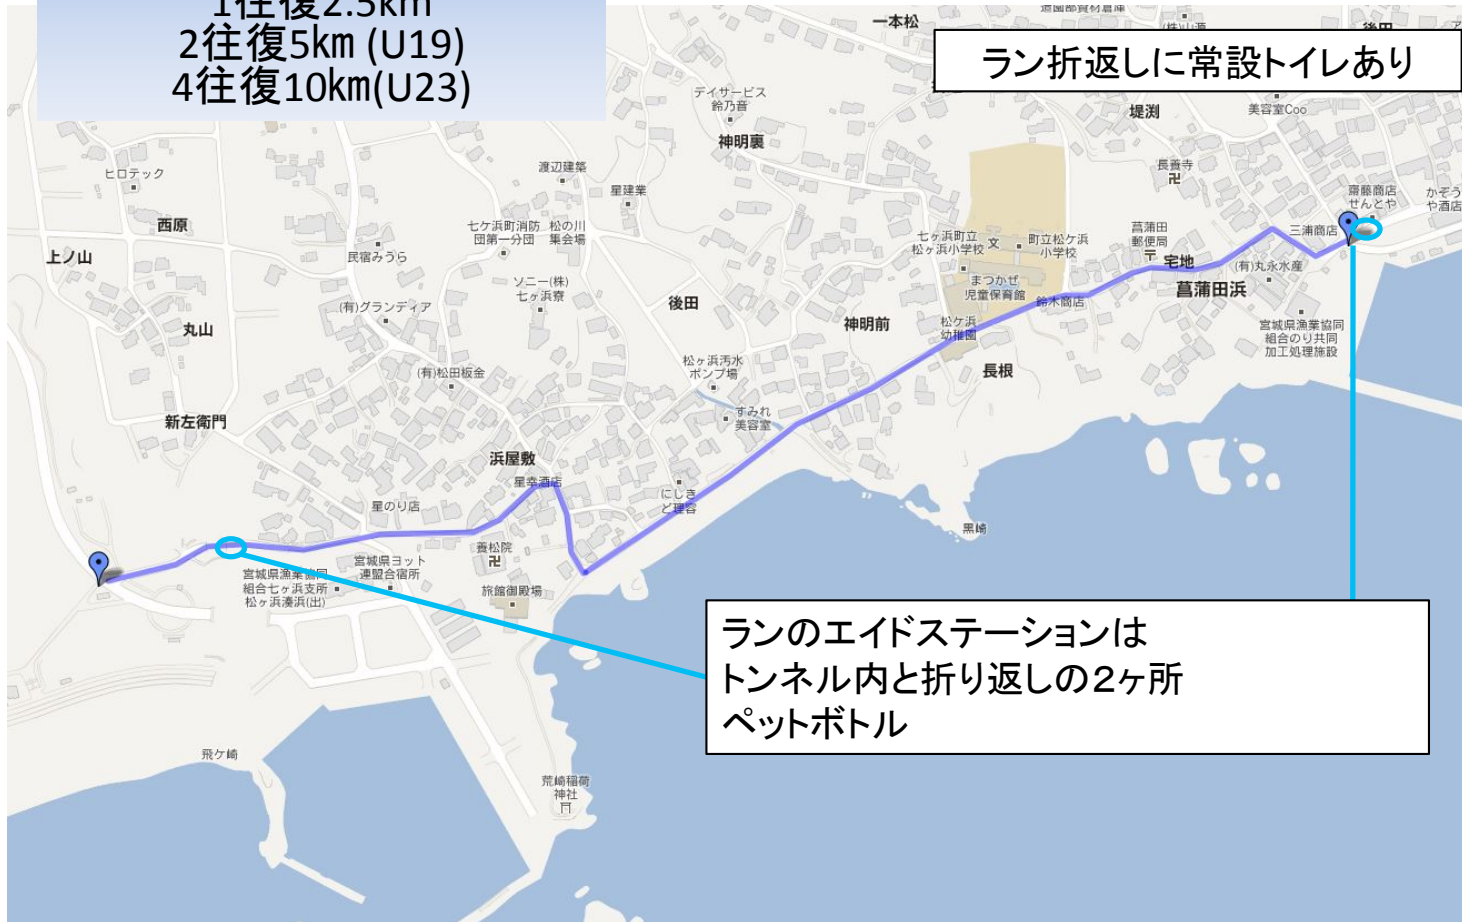 1往復2.5km
2往復5km (U19)
4往復10km(U23)
ラン折返しに常設トイレあり
一本松
後田
デイサービス
鈴乃音
神明裏
堤渕
美容室Coo
長善寺
ヒロテック
西原
上ノ山
渡辺建築
星建業
七ケ浜町消防
団第一分団
松の川
集会場
民宿みうら
ソニー(株)
七ヶ浜寮
(有)グランディア
丸山
後田
神明前
七ヶ浜町立
松ヶ浜小学校
文
町立松ケ浜
小学校
まつかぜ
児童保育館
鈴木商店
松ケ浜
幼稚園
長根
菖蒲田
郵便局
宅地
菖蒲田浜
三浦商店
齋藤商店
せんとや
かぞう
や酒店
(有)丸永水産
宮城県漁業協同
組合のり共同
加工処理施設
(有)松田板金
松ヶ浜汚水
ポンプ場
すみれ
美容室
新左衛門
浜屋敷
星幸酒店
星のり店
にしき
ど理容
黒崎
養松院
宮城県ヨット
連盟合宿所
宮城県漁業協同
組合七ヶ浜支所
松ヶ浜湊浜(出)
旅館御殿場
ランのエイドステーションは
トンネル内と折り返しの2ヶ所
ペットボトル
飛ケ崎
荒崎稲荷
神社